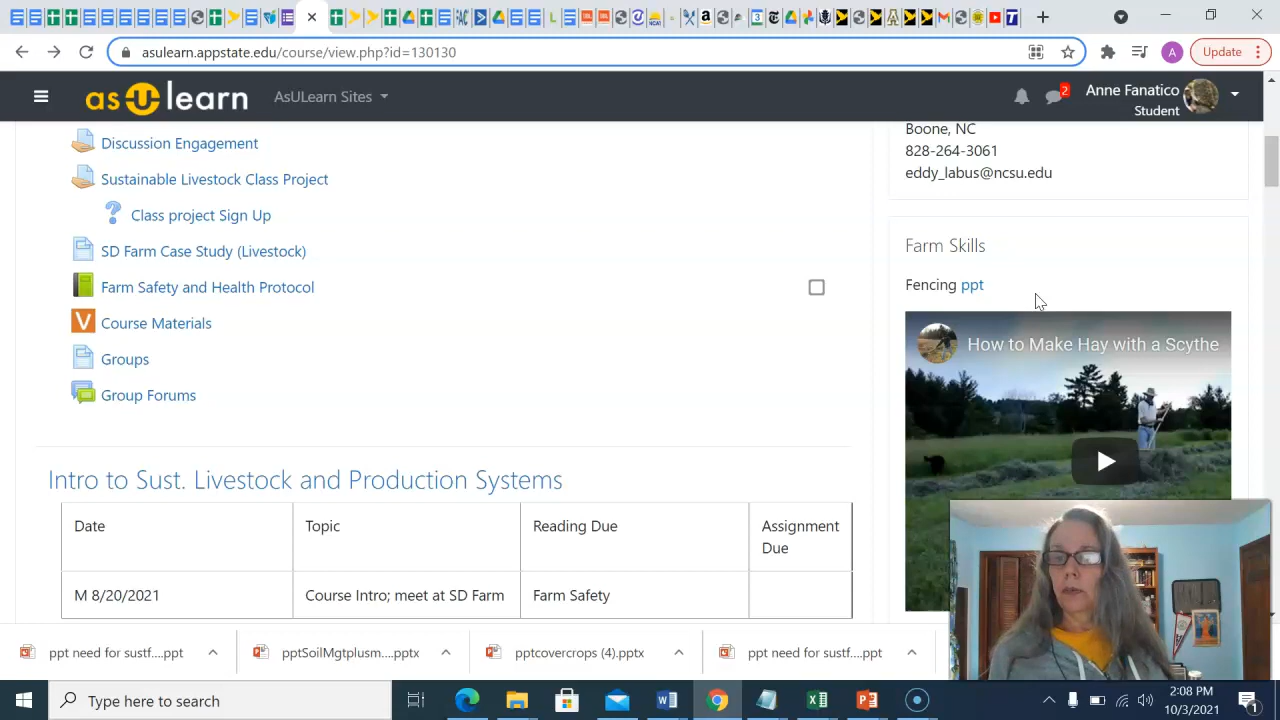 asulearn.appstate.edu/course/view.php?id=130130
Update
asulearn
AsULearn Sites
2
Anne Fanatico
Student
Discussion Engagement
Sustainable Livestock Class Project
Class project Sign Up
SD Farm Case Study (Livestock)
Farm Safety and Health Protocol
Course Materials
Groups
Group Forums
Boone, NC
828-264-3061
eddy_labus@ncsu.edu
Farm Skills
Fencing ppt
How to Make Hay with a Scythe
Intro to Sust. Livestock and Production Systems
Date Topic Reading Due Assignment Due
M 8/20/2021 Course Intro; meet at SD Farm Farm Safety
ppt need for sustf....ppt
pptSoilMgtplusm....pptx
pptcovercrops (4).pptx
ppt need for sustf....ppt
Type here to search
2:08 PM
10/3/2021
1